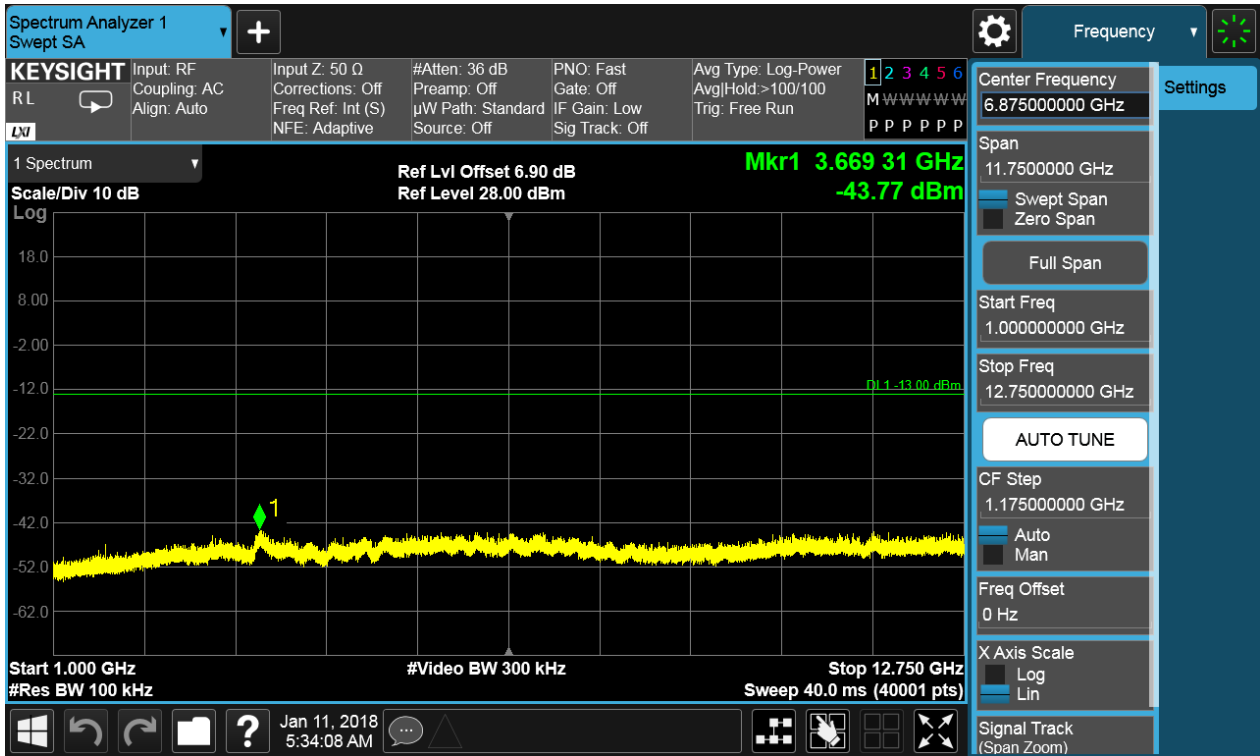 Spectrum Analyzer 1
Swept SA
+
Frequency
KEYSIGHT
R L
LXI
Input: RF
Coupling: AC
Align: Auto
Input Z: 50 Ω
Corrections: Off
Freq Ref: Int (S)
NFE: Adaptive
#Atten: 36 dB
Preamp: Off
µW Path: Standard
Source: Off
PNO: Fast
Gate: Off
IF Gain: Low
Sig Track: Off
Avg Type: Log-Power
Avg|Hold:>100/100
Trig: Free Run
1 2 3 4 5 6
M W W W W W
P P P P P P
1 Spectrum
Scale/Div 10 dB
Ref Lvl Offset 6.90 dB
Ref Level 28.00 dBm
Mkr1 3.669 31 GHz
-43.77 dBm
Log
18.0
8.00
-2.00
-12.0
-22.0
-32.0
-42.0
-52.0
-62.0
DL1 -13.00 dBm
1
Start 1.000 GHz
#Res BW 100 kHz
#Video BW 300 kHz
Stop 12.750 GHz
Sweep 40.0 ms (40001 pts)
Center Frequency
6.875000000 GHz
Span
11.7500000 GHz
Swept Span
Zero Span
Full Span
Start Freq
1.000000000 GHz
Stop Freq
12.750000000 GHz
AUTO TUNE
CF Step
1.175000000 GHz
Auto
Man
Freq Offset
0 Hz
X Axis Scale
Log
Lin
Signal Track
(Span Zoom)
Settings
?
Jan 11, 2018
5:34:08 AM